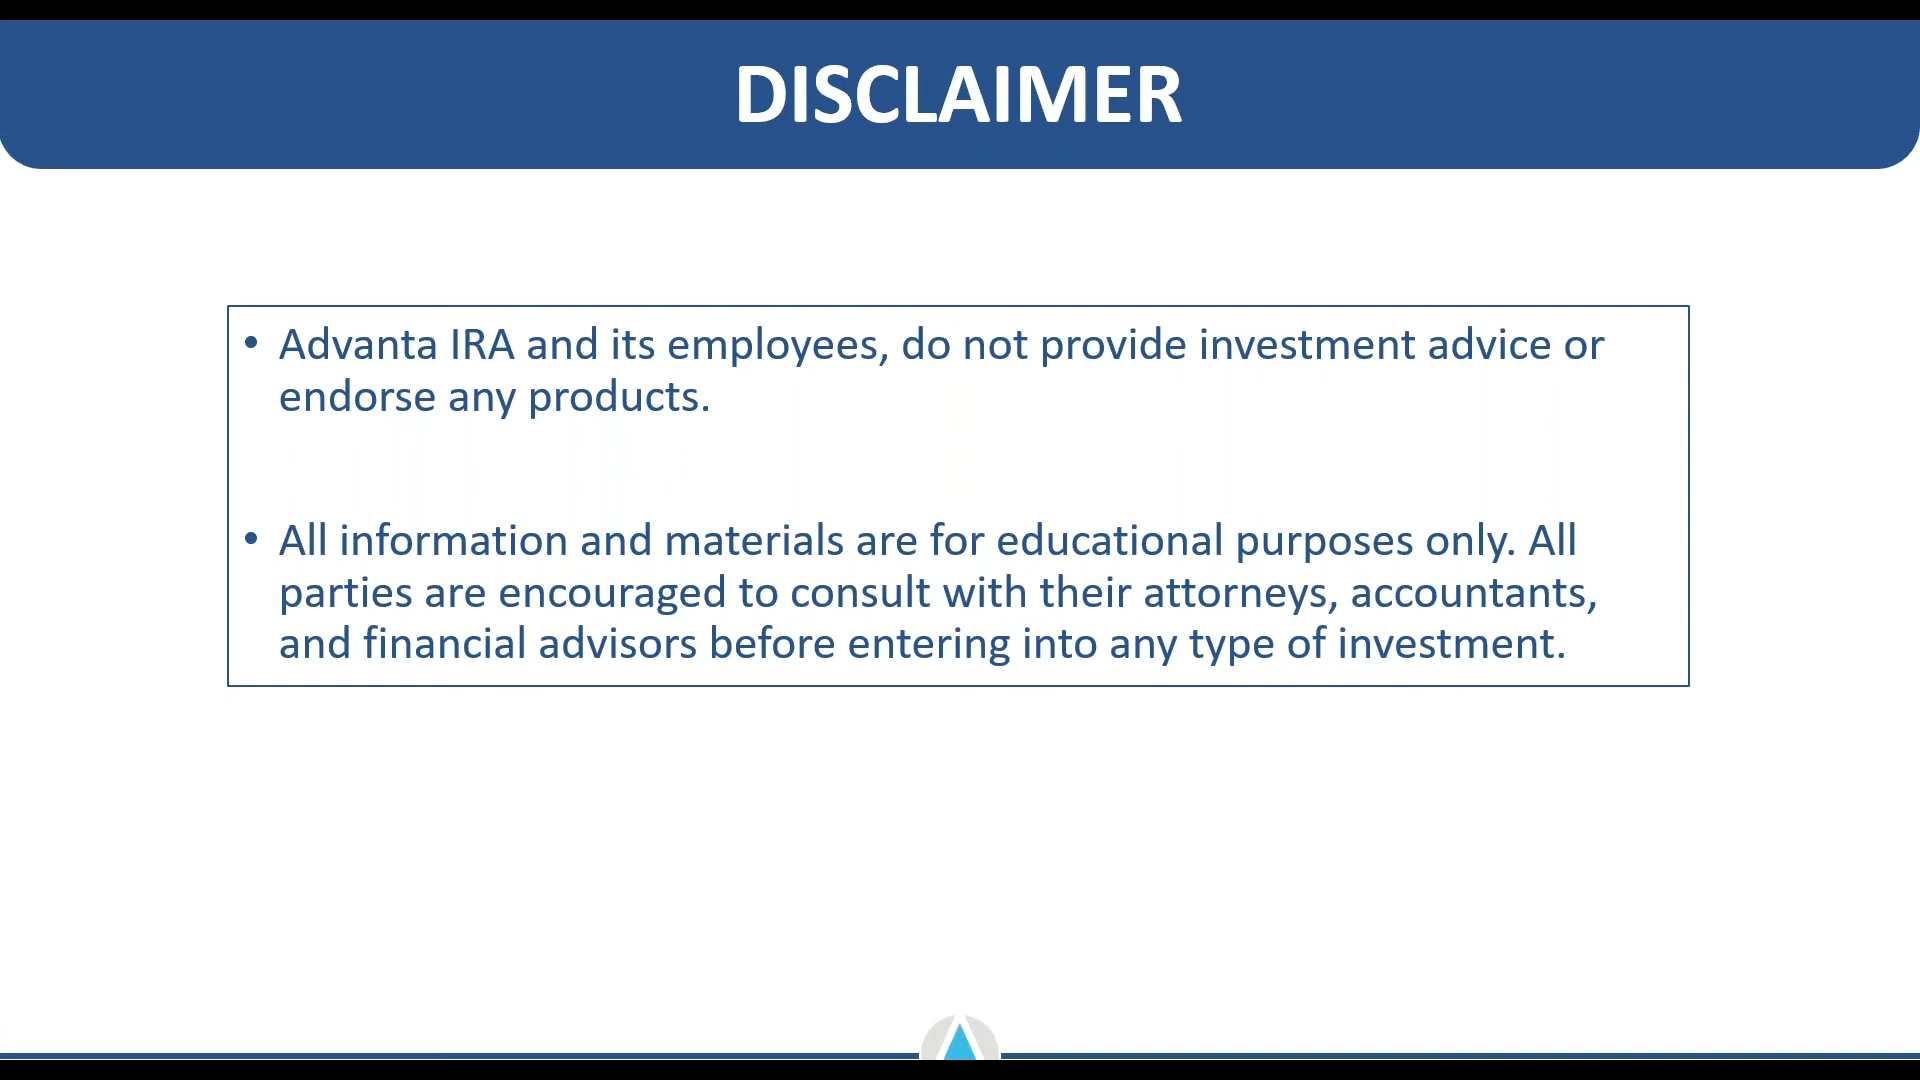 DISCLAIMER
• Advanta IRA and its employees, do not provide investment advice or
endorse any products.
• All information and materials are for educational purposes only. All
parties are encouraged to consult with their attorneys, accountants,
and financial advisors before entering into any type of investment.